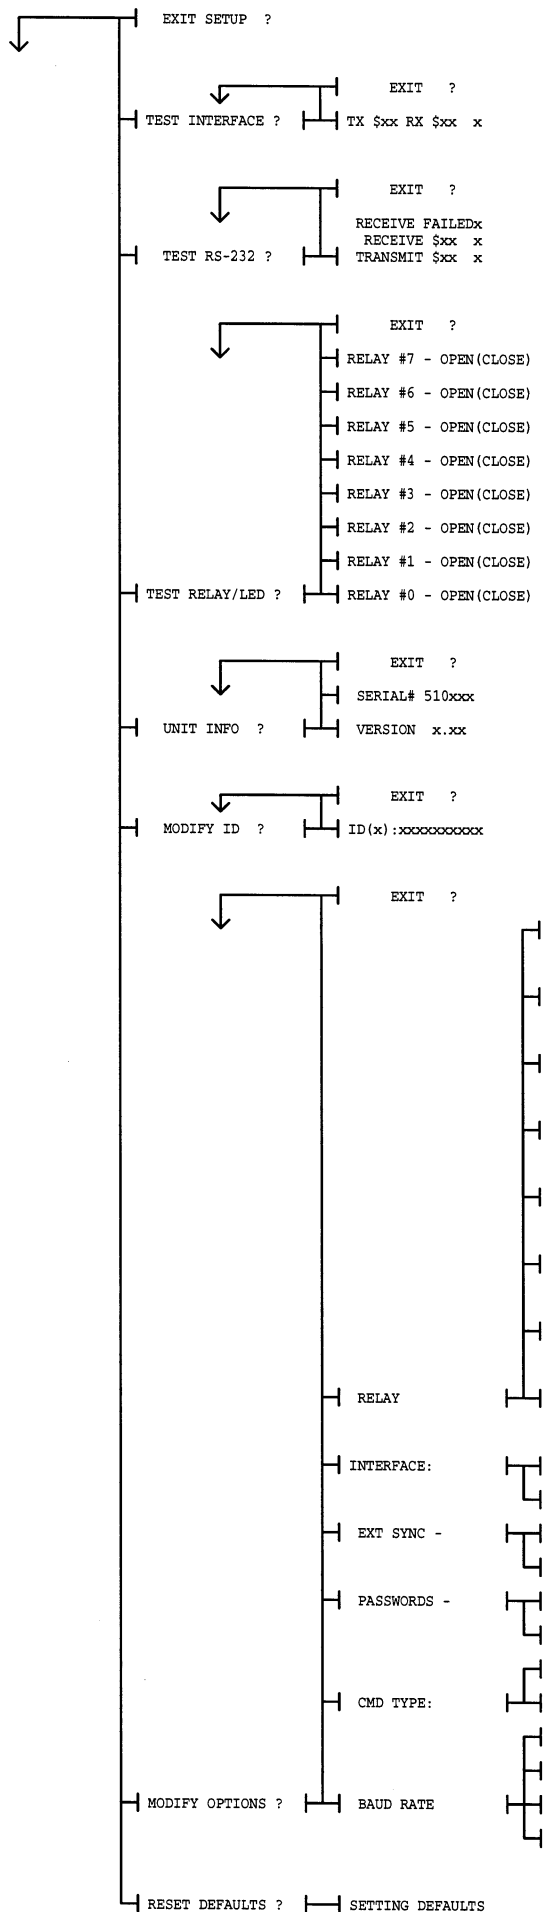 EXIT SETUP ?
EXIT ?
TEST INTERFACE ? TX $xx RX $xx x
EXIT ?
RECEIVE FAILEDx
RECEIVE $xx x
TEST RS-232 ? TRANSMIT $xx x
EXIT ?
RELAY #7 - OPEN(CLOSE)
RELAY #6 - OPEN(CLOSE)
RELAY #5 - OPEN(CLOSE)
RELAY #4 - OPEN(CLOSE)
RELAY #3 - OPEN(CLOSE)
RELAY #2 - OPEN(CLOSE)
RELAY #1 - OPEN(CLOSE)
TEST RELAY/LED ? RELAY #0 - OPEN(CLOSE)
EXIT ?
SERIAL# 510xxx
UNIT INFO ? VERSION x.xx
EXIT ?
MODIFY ID ? ID(x):xxxxxxxxxx
EXIT ?
RELAY
INTERFACE:
EXT SYNC -
PASSWORDS -
CMD TYPE:
MODIFY OPTIONS ? BAUD RATE
RESET DEFAULTS ? SETTING DEFAULTS